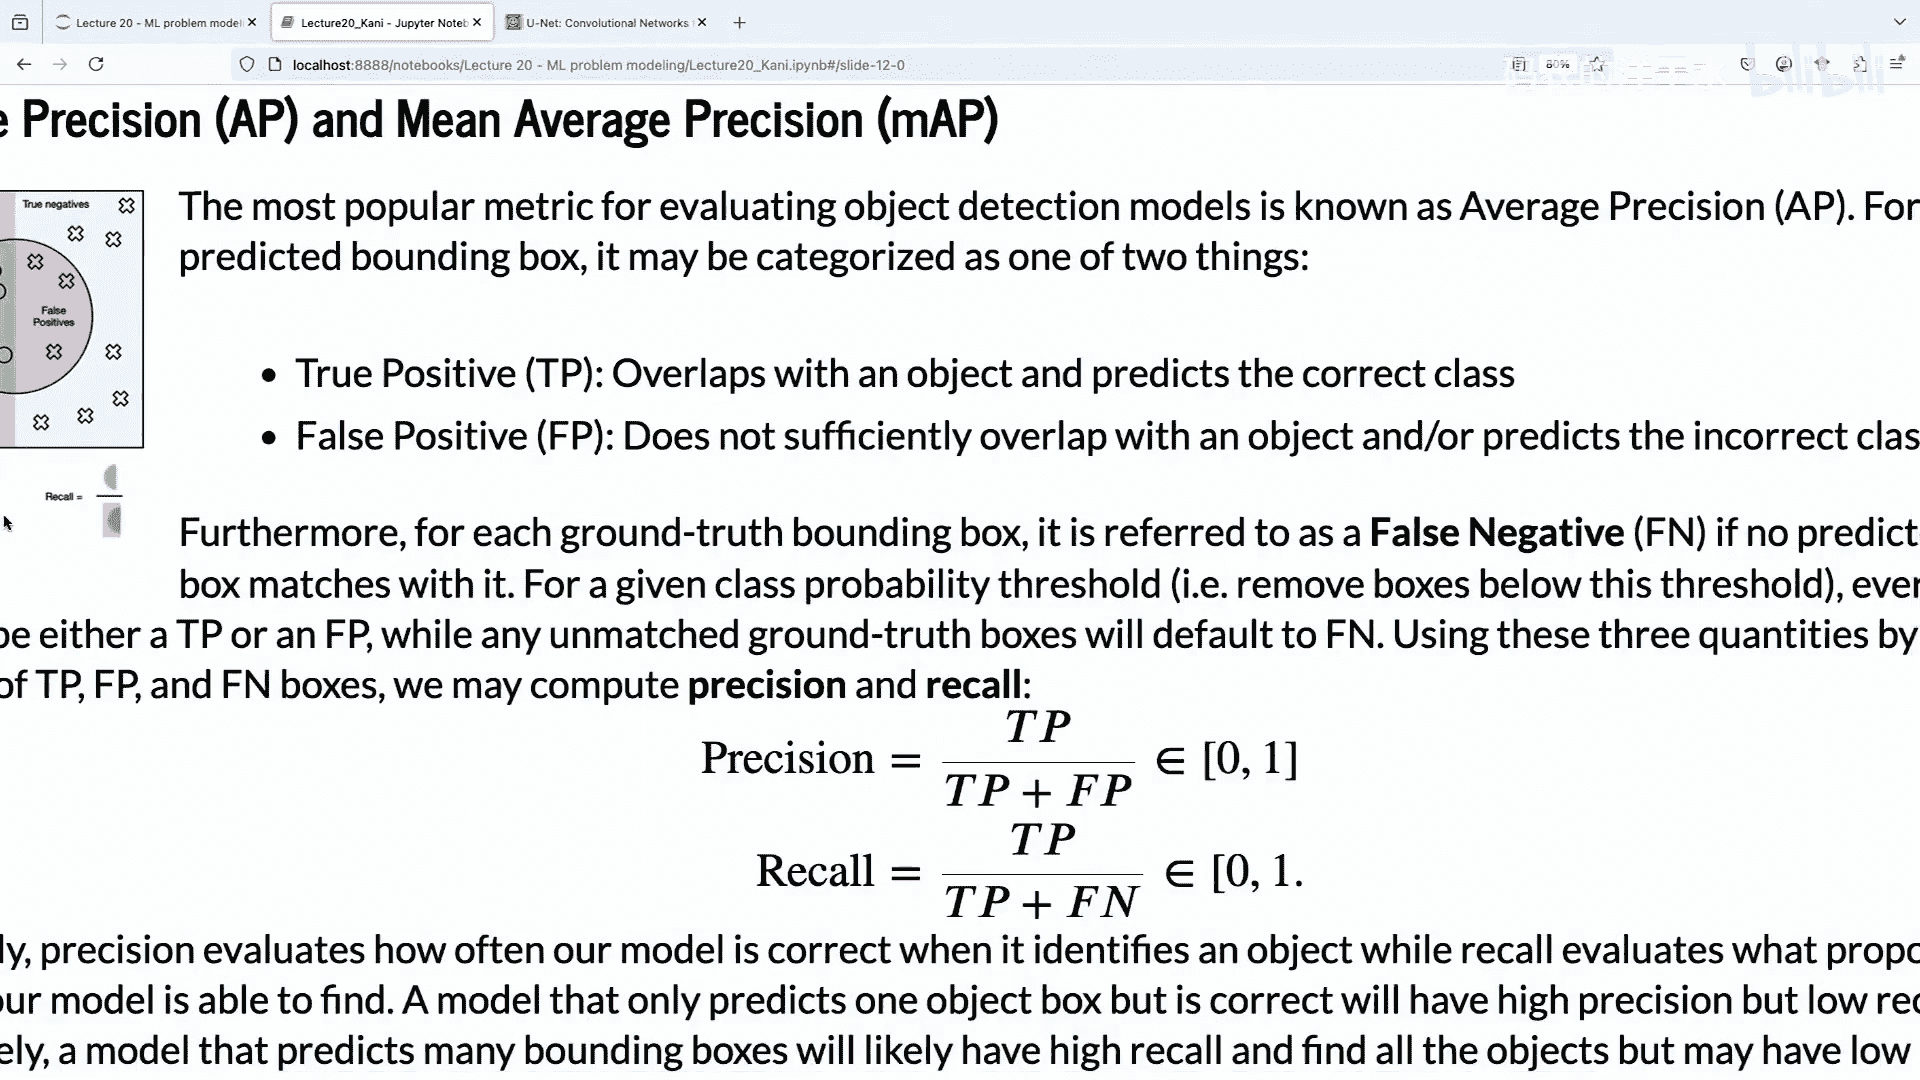 Lecture 20 - ML problem model
Lecture20_Kani - Jupyter Noteb
U-Net: Convolutional Networks
localhost:8888/notebooks/Lecture 20 - ML problem modeling/Lecture20_Kani.ipynb#/slide-12-0
80%
bilibili
e Precision (AP) and Mean Average Precision (mAP)
True negatives
False
Positives
Recall =
The most popular metric for evaluating object detection models is known as Average Precision (AP). For
predicted bounding box, it may be categorized as one of two things:
• True Positive (TP): Overlaps with an object and predicts the correct class
• False Positive (FP): Does not sufficiently overlap with an object and/or predicts the incorrect clas
Furthermore, for each ground-truth bounding box, it is referred to as a False Negative (FN) if no predict
box matches with it. For a given class probability threshold (i.e. remove boxes below this threshold), ever
be either a TP or an FP, while any unmatched ground-truth boxes will default to FN. Using these three quantities by
of TP, FP, and FN boxes, we may compute precision and recall:
Precision = TP / (TP + FP) ∈ [0, 1]
Recall = TP / (TP + FN) ∈ [0, 1.
ly, precision evaluates how often our model is correct when it identifies an object while recall evaluates what propo
our model is able to find. A model that only predicts one object box but is correct will have high precision but low rec
ely, a model that predicts many bounding boxes will likely have high recall and find all the objects but may have low